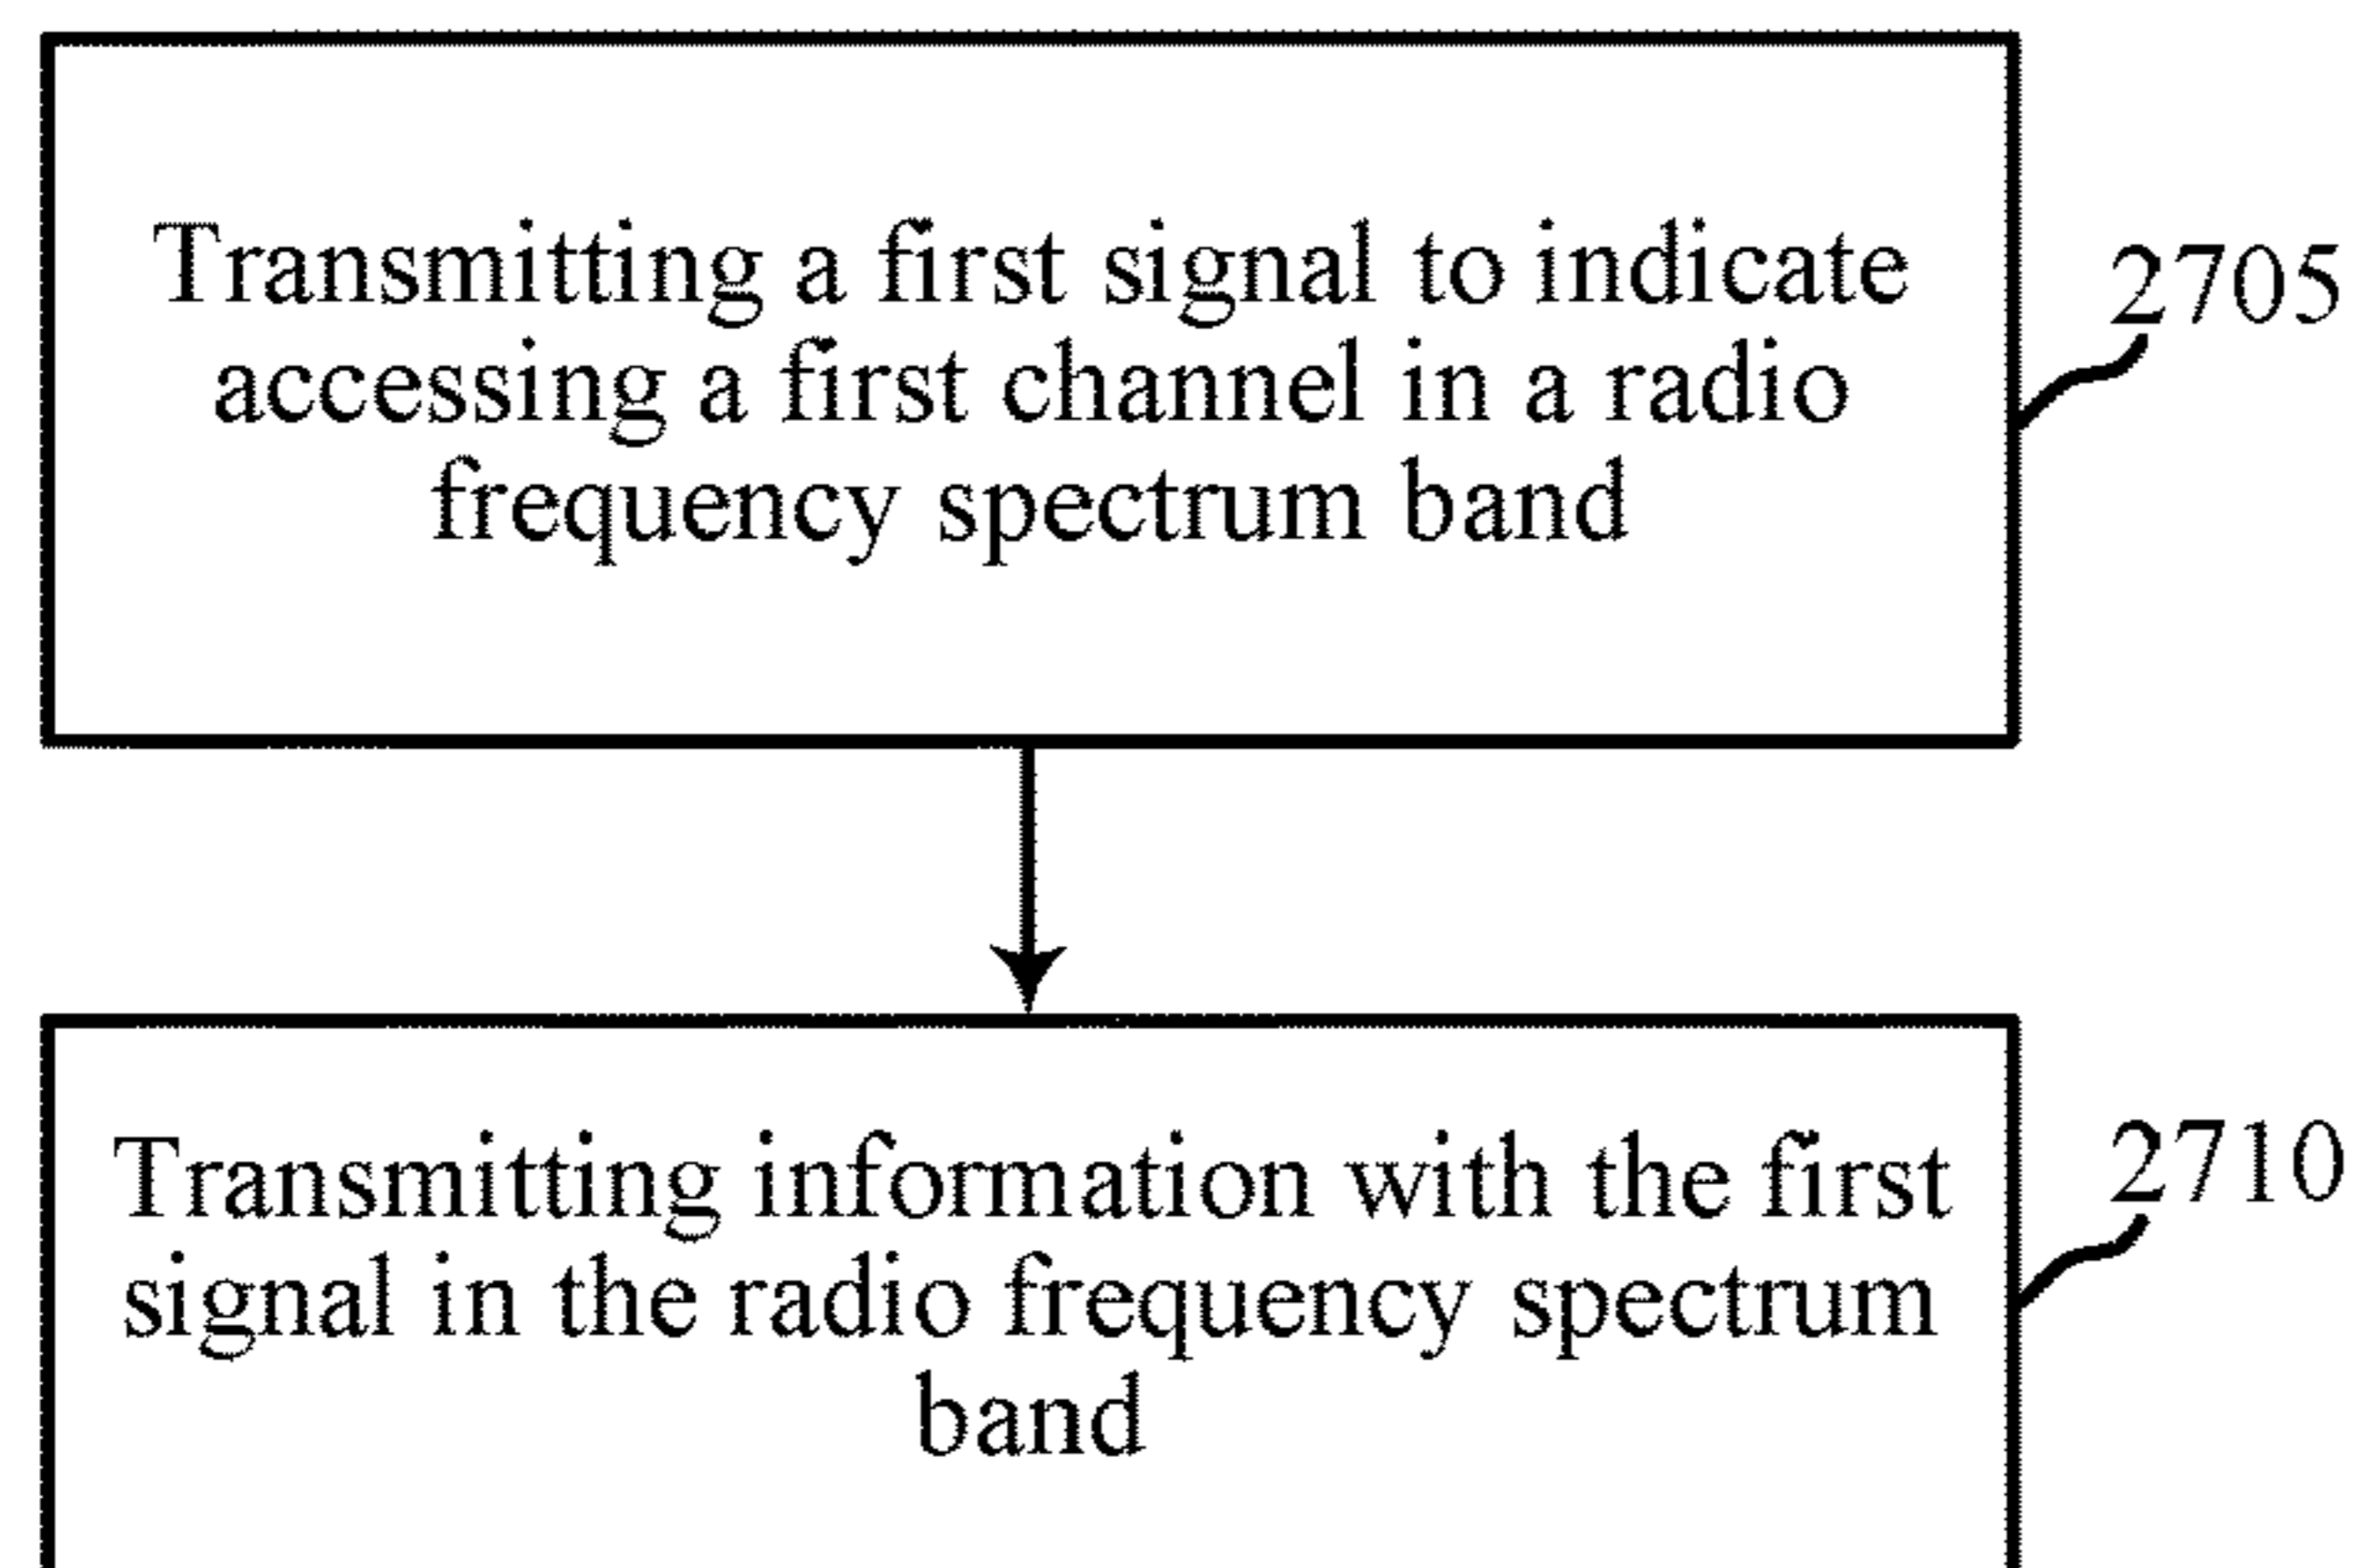 Transmitting a first signal to indicate
accessing a first channel in a radio
frequency spectrum band
2705
Transmitting information with the first
signal in the radio frequency spectrum
band
2710